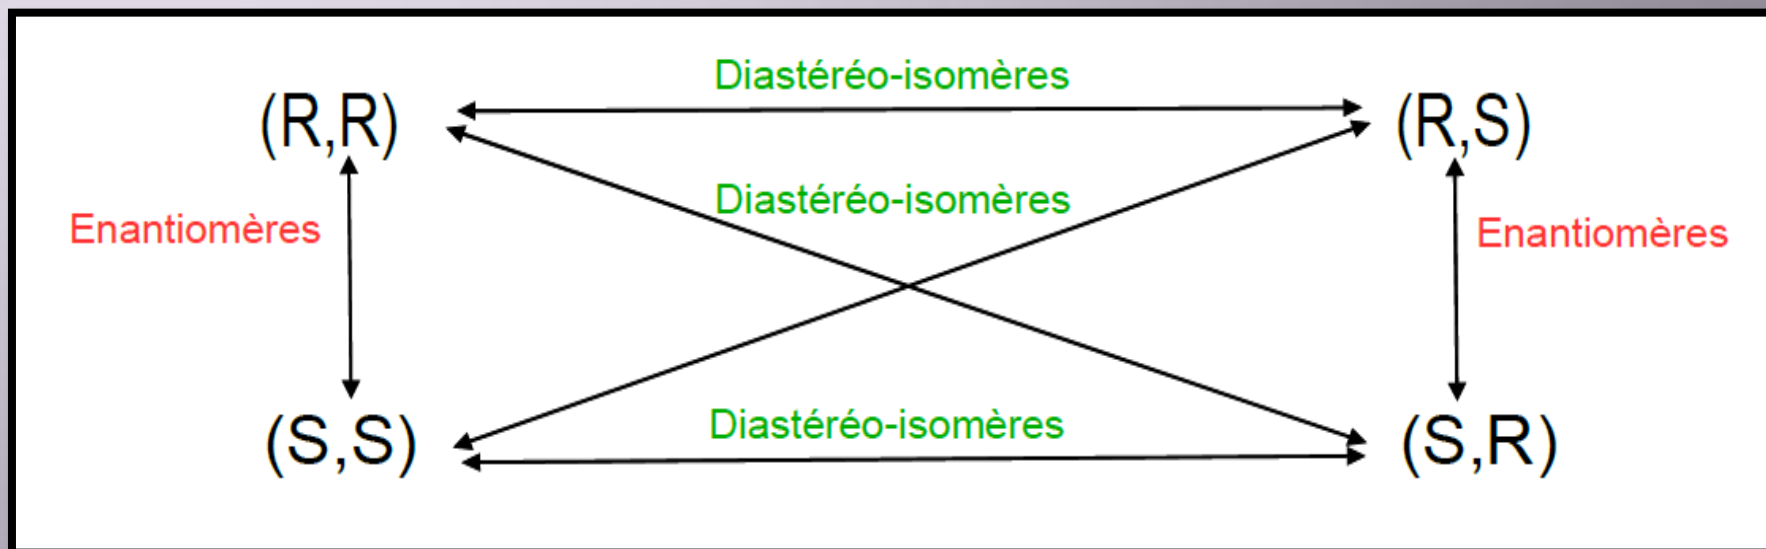 Diastéréo-isomères
(R,R)
(R,S)
Diastéréo-isomères
Enantiomères
Enantiomères
Diastéréo-isomères
(S,S)
(S,R)